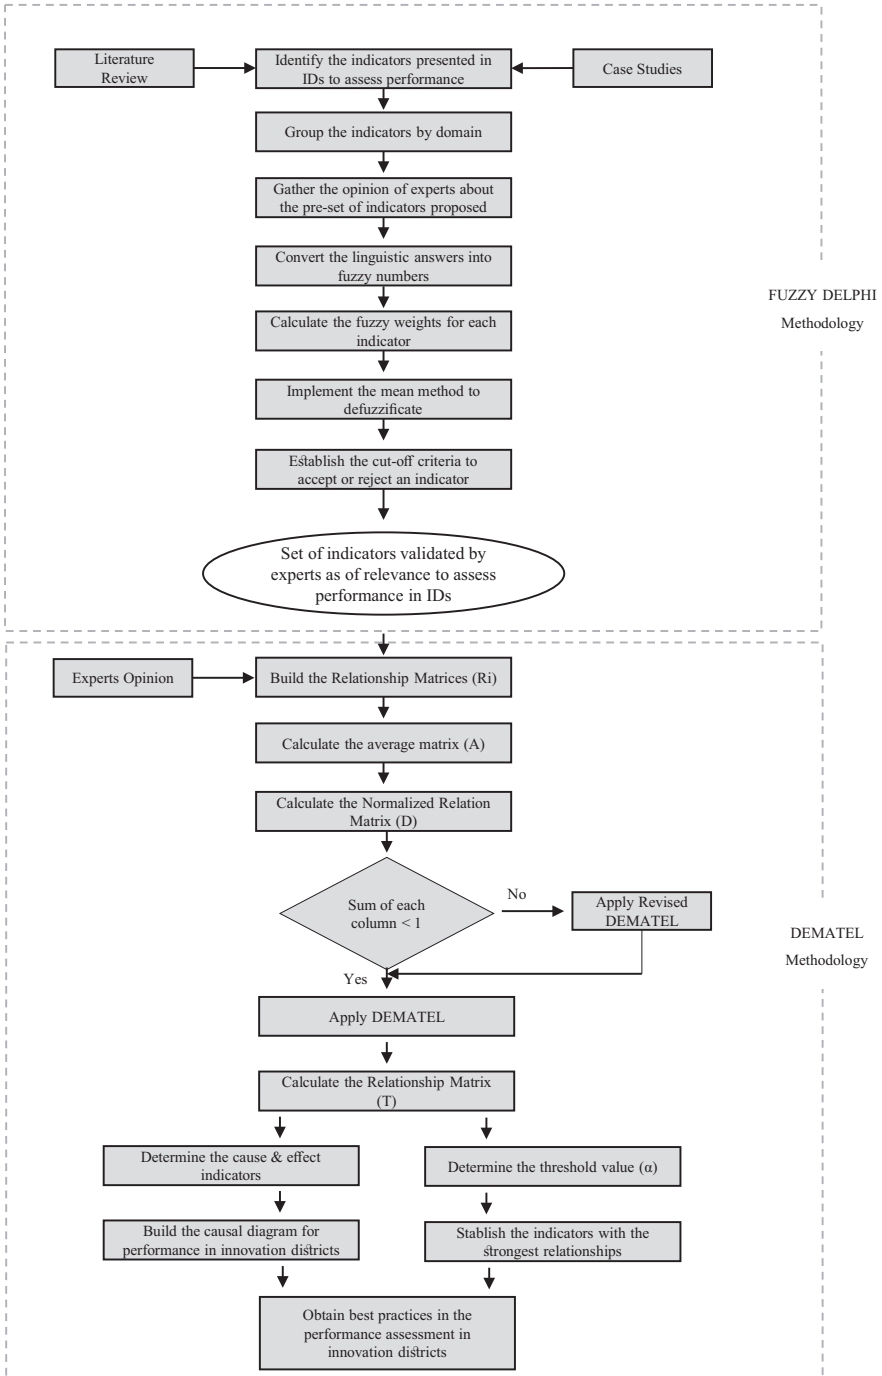 Literature
Review
Identify the indicators presented in
IDs to assess performance
Case Studies
Group the indicators by domain
Gather the opinion of experts about
the pre-set of indicators proposed
Convert the linguistic answers into
fuzzy numbers
FUZZY DELPHI
Methodology
Calculate the fuzzy weights for each
indicator
Implement the mean method to
defuzzificate
Establish the cut-off criteria to
accept or reject an indicator
Set of indicators validated by
experts as of relevance to assess
performance in IDs
Experts Opinion
Build the Relationship Matrices (Ri)
Calculate the average matrix (A)
Calculate the Normalized Relation
Matrix (D)
Sum of each
column < 1
No
Apply Revised
DEMATEL
DEMATEL
Methodology
Yes
Apply DEMATEL
Calculate the Relationship Matrix
(T)
Determine the cause & effect
indicators
Determine the threshold value (α)
Build the causal diagram for
performance in innovation districts
Stablish the indicators with the
strongest relationships
Obtain best practices in the
performance assessment in
innovation districts